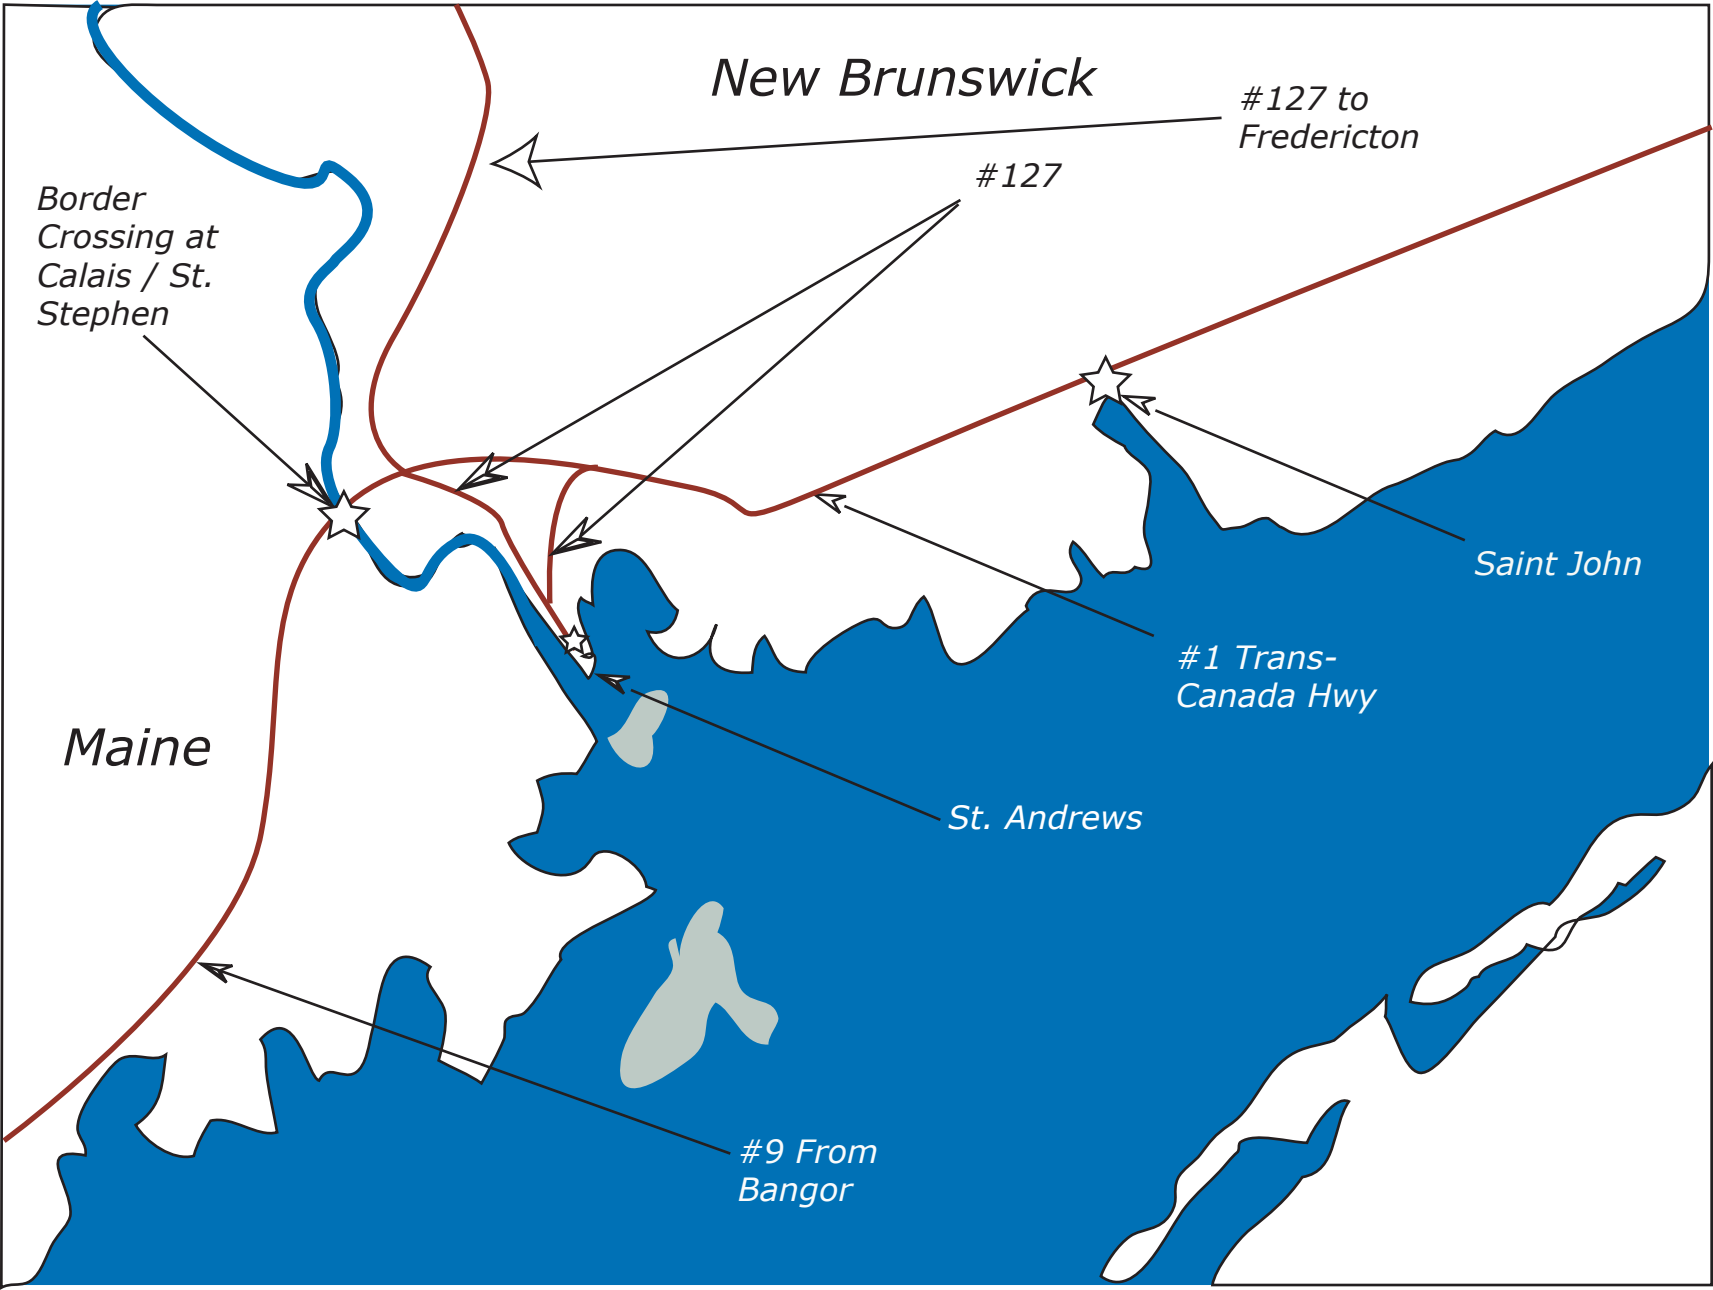 New Brunswick
#127 to
Fredericton
#127
Border
Crossing at
Calais / St.
Stephen
Saint John
#1 Trans-
Canada Hwy
Maine
St. Andrews
#9 From
Bangor